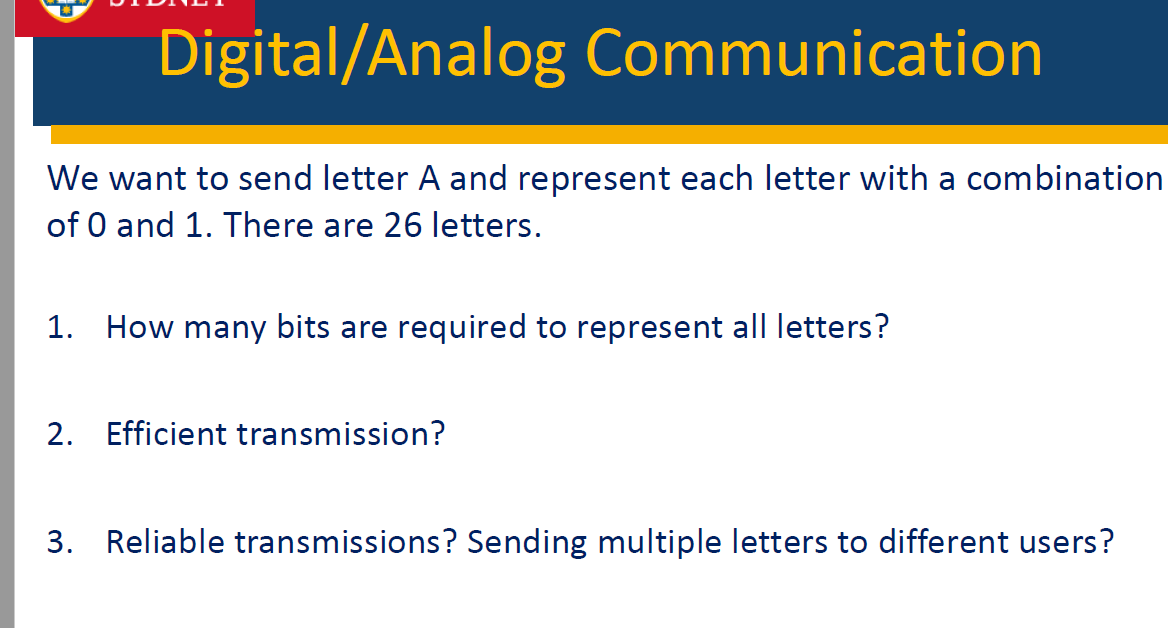 SYDNEY
Digital/Analog Communication
We want to send letter A and represent each letter with a combination
of 0 and 1. There are 26 letters.
1. How many bits are required to represent all letters?
2. Efficient transmission?
3. Reliable transmissions? Sending multiple letters to different users?